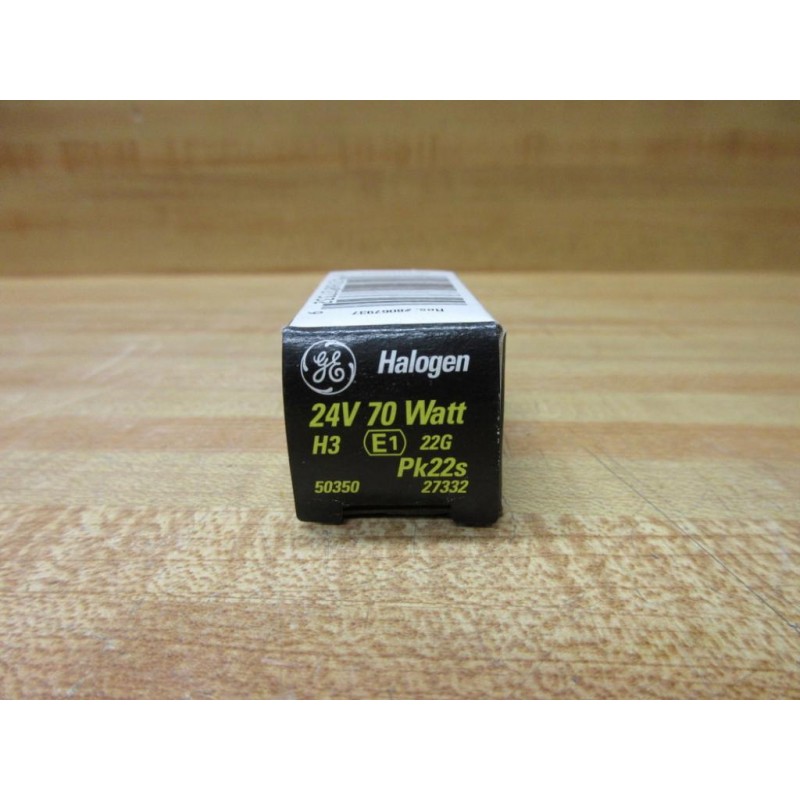 GE Halogen
24V 70 Watt
H3 E1 22G
Pk22s
50350 27332